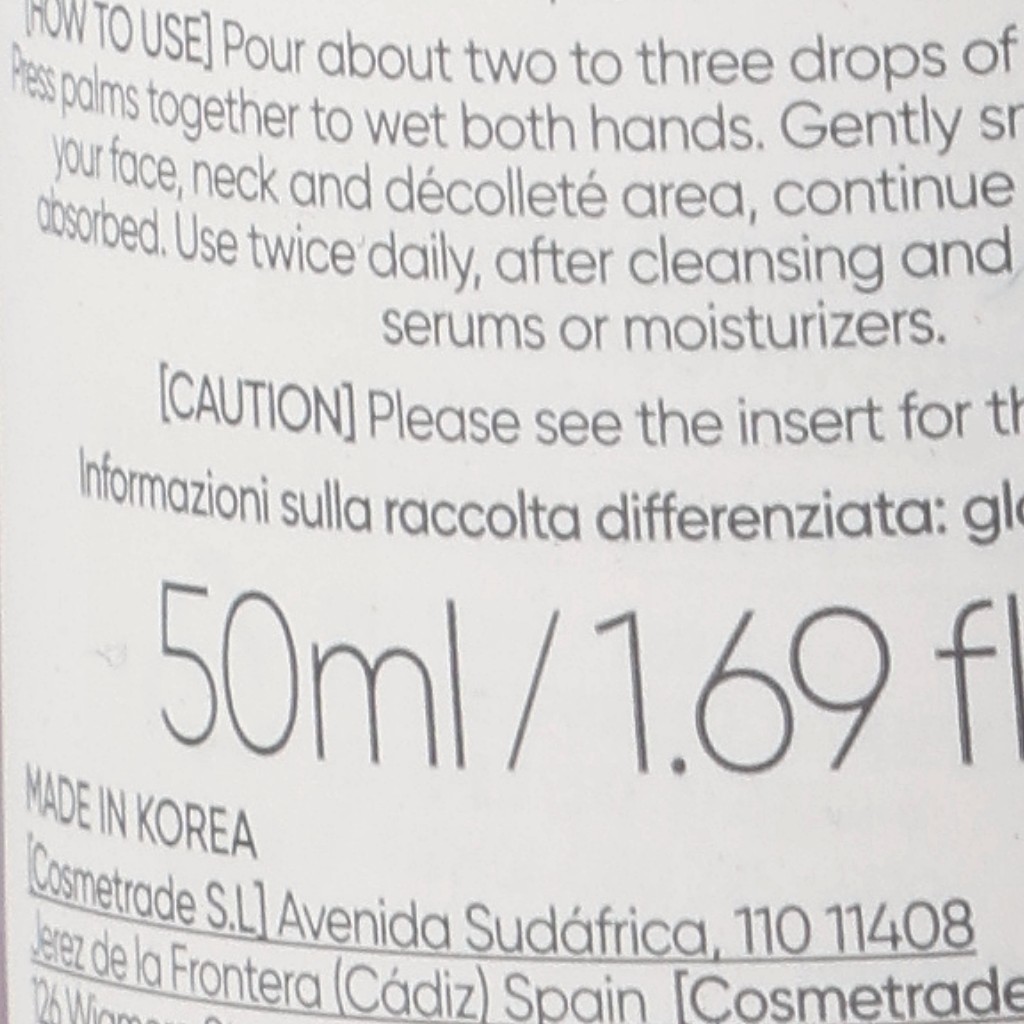 [HOW TO USE] Pour about two to three drops of
Press palms together to wet both hands. Gently
your face, neck and décolleté area, continue
absorbed. Use twice daily, after cleansing and
serums or moisturizers.
[CAUTION] Please see the insert for
Informazioni sulla raccolta differenziata:
50ml / 1.69 fl
MADE IN KOREA
[Cosmetrade S.L] Avenida Sudáfrica, 110 11408
Jerez de la Frontera (Cádiz) Spain [Cosmetrade
126